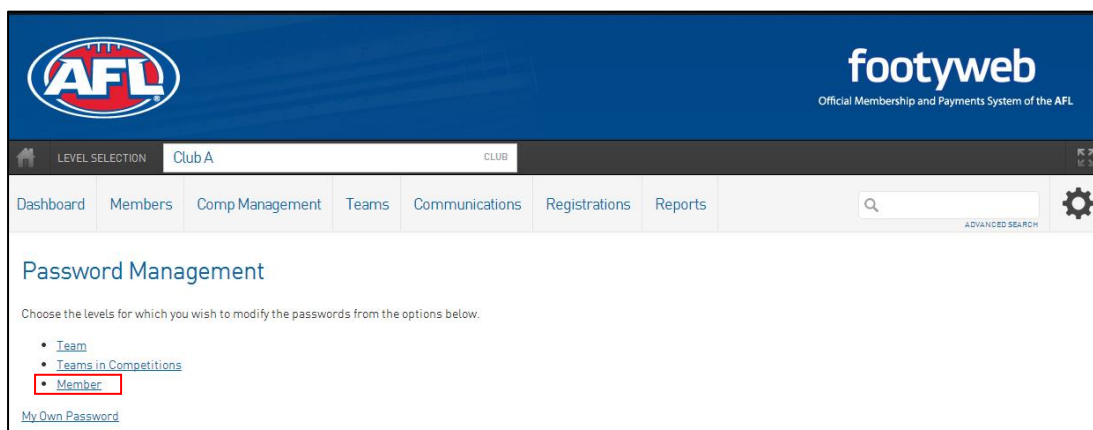 AFL
footyweb
Official Membership and Payments System of the AFL
LEVEL SELECTION Club A CLUB
Dashboard Members Comp Management Teams Communications Registrations Reports
ADVANCED SEARCH
Password Management
Choose the levels for which you wish to modify the passwords from the options below.
• Team
• Teams in Competitions
• Member
My Own Password